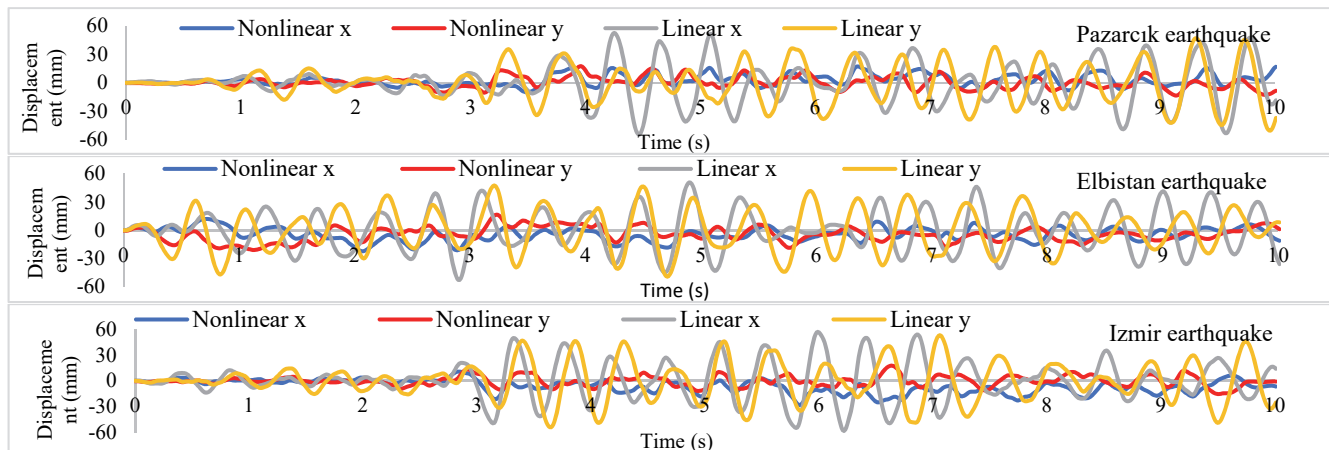 Nonlinear x Nonlinear y Linear x Linear y
Pazarcık earthquake
Displacem
ent (mm)
60
30
0
-30
-60
0 1 2 3 4 5 6 7 8 9 10
Time (s)
Nonlinear x Nonlinear y Linear x Linear y
Elbistan earthquake
Displacem
ent (mm)
60
30
0
-30
-60
0 1 2 3 4 5 6 7 8 9 10
Time (s)
Nonlinear x Nonlinear y Linear x Linear y
Izmir earthquake
Displaceme
nt (mm)
60
30
0
-30
-60
0 1 2 3 4 5 6 7 8 9 10
Time (s)